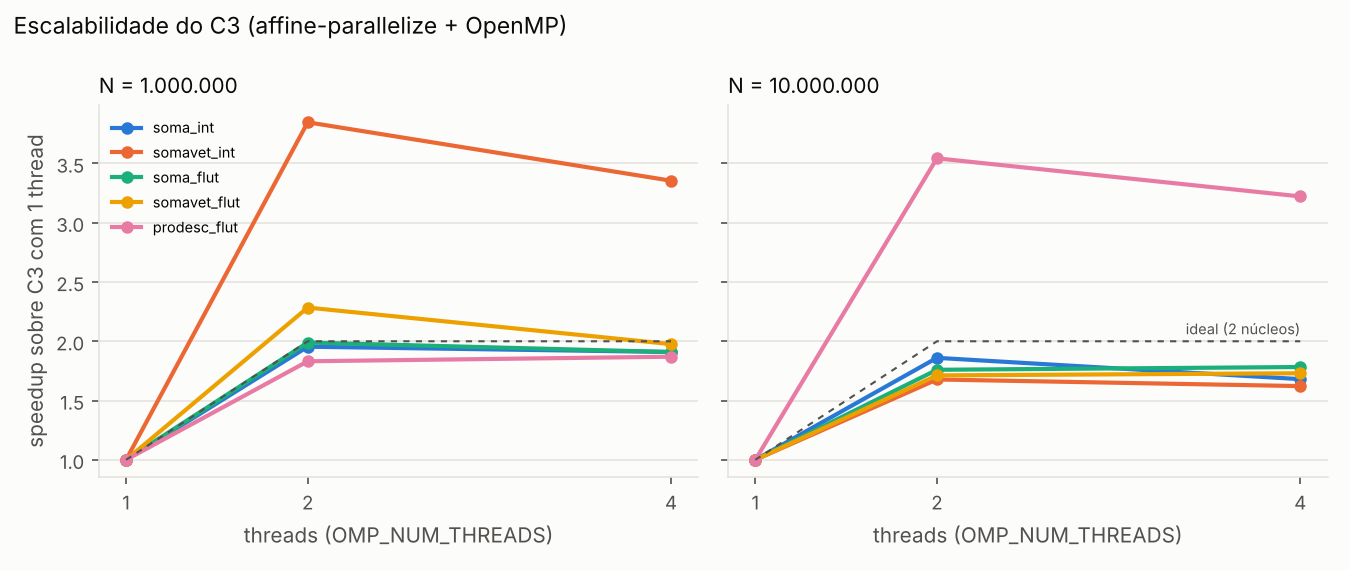 Escalabilidade do C3 (affine-parallelize + OpenMP)
N = 1.000.000
soma_int
somavet_int
soma_flut
somavet_flut
prodesc_flut
speedup sobre C3 com 1 thread
3.5
3.0
2.5
2.0
1.5
1.0
1
2
4
threads (OMP_NUM_THREADS)
N = 10.000.000
ideal (2 núcleos)
1
2
4
threads (OMP_NUM_THREADS)